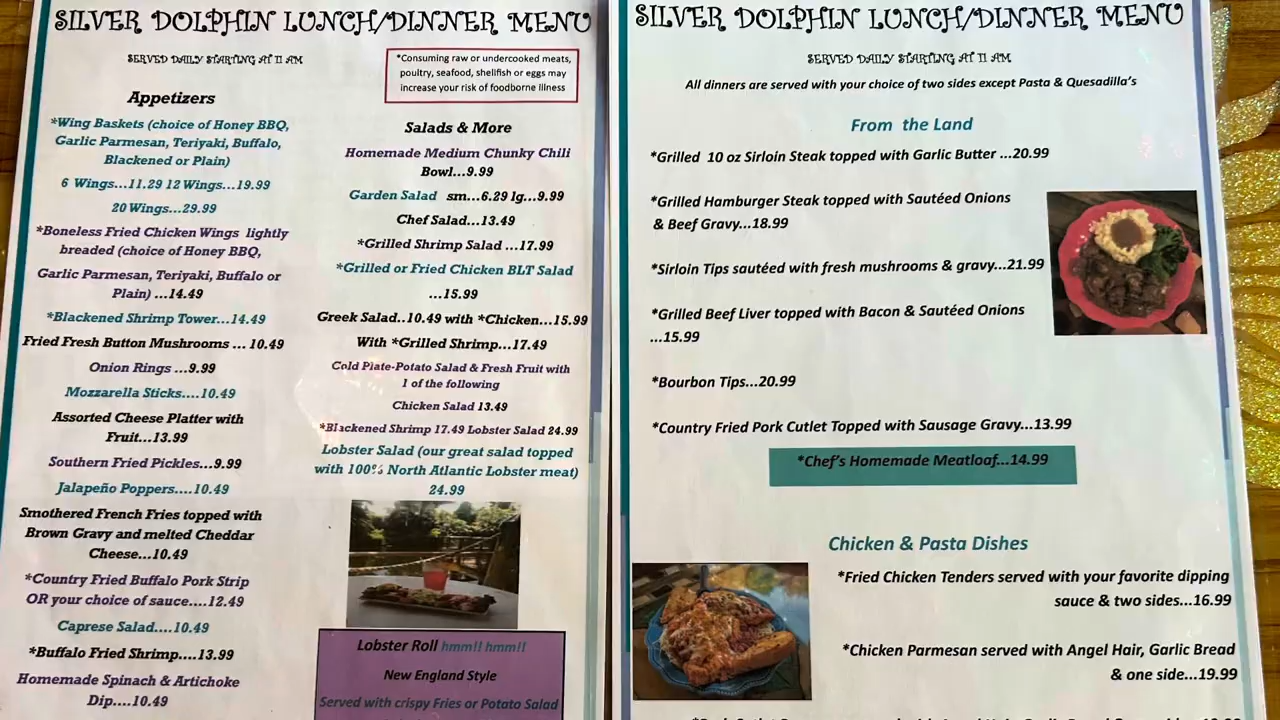 SILVER DOLPHIN LUNCH/DINNER MENU
SERVED DAILY STARTING AT 11 AM
*Consuming raw or undercooked meats,
poultry, seafood, shellfish or eggs may
increase your risk of foodborne illness
Appetizers
*Wing Baskets (choice of Honey BBQ,
Garlic Parmesan, Teriyaki, Buffalo,
Blackened or Plain)
6 Wings...11.29 12 Wings...19.99
20 Wings...29.99
*Boneless Fried Chicken Wings lightly
breaded (choice of Honey BBQ,
Garlic Parmesan, Teriyaki, Buffalo or
Plain) ...14.49
*Blackened Shrimp Tower...14.49
Fried Fresh Button Mushrooms ... 10.49
Onion Rings ...9.99
Mozzarella Sticks....10.49
Assorted Cheese Platter with
Fruit...13.99
Southern Fried Pickles...9.99
Jalapeño Poppers....10.49
Smothered French Fries topped with
Brown Gravy and melted Cheddar
Cheese...10.49
*Country Fried Buffalo Pork Strip
OR your choice of sauce....12.49
Caprese Salad....10.49
*Buffalo Fried Shrimp....13.99
Homemade Spinach & Artichoke
Dip....10.49
Salads & More
Homemade Medium Chunky Chili
Bowl...9.99
Garden Salad sm...6.29 lg...9.99
Chef Salad...13.49
*Grilled Shrimp Salad ...17.99
*Grilled or Fried Chicken BLT Salad
...15.99
Greek Salad..10.49 with *Chicken...15.99
With *Grilled Shrimp...17.49
Cold Plate-Potato Salad & Fresh Fruit with
1 of the following
Chicken Salad 13.49
*Blackened Shrimp 17.49 Lobster Salad 24.99
Lobster Salad (our great salad topped
with 100% North Atlantic Lobster meat)
24.99
Lobster Roll hmm!! hmm!!
New England Style
Served with crispy Fries or Potato Salad
SILVER DOLPHIN LUNCH/DINNER MENU
SERVED DAILY STARTING AT 11 AM
All dinners are served with your choice of two sides except Pasta & Quesadilla's
From the Land
*Grilled 10 oz Sirloin Steak topped with Garlic Butter ...20.99
*Grilled Hamburger Steak topped with Sautéed Onions
& Beef Gravy...18.99
*Sirloin Tips sautéed with fresh mushrooms & gravy...21.99
*Grilled Beef Liver topped with Bacon & Sautéed Onions
...15.99
*Bourbon Tips...20.99
*Country Fried Pork Cutlet Topped with Sausage Gravy...13.99
*Chef's Homemade Meatloaf...14.99
Chicken & Pasta Dishes
*Fried Chicken Tenders served with your favorite dipping
sauce & two sides...16.99
*Chicken Parmesan served with Angel Hair, Garlic Bread
& one side...19.99